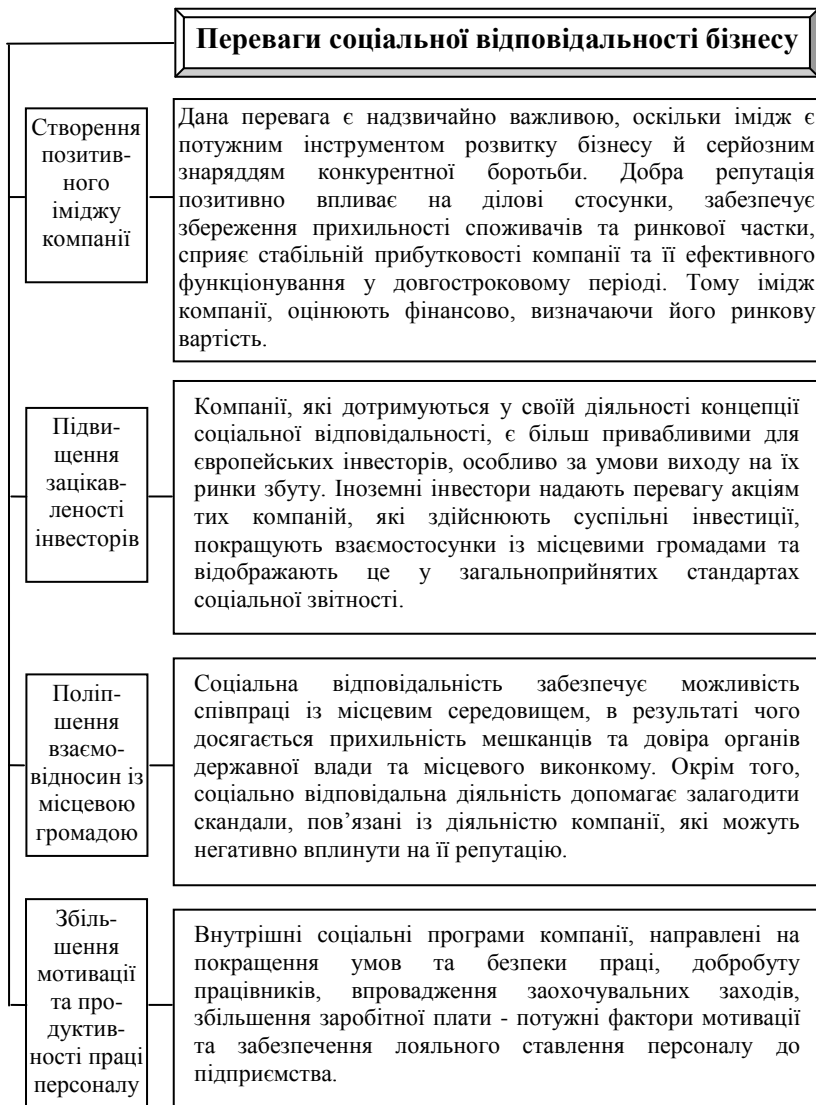 Переваги соціальної відповідальності бізнесу
Створення
позитив-
ного
іміджу
компанії
Дана перевага є надзвичайно важливою, оскільки імідж є
потужним інструментом розвитку бізнесу й серйозним
знаряддям конкурентної боротьби. Добра репутація
позитивно впливає на ділові стосунки, забезпечує
збереження прихильності споживачів та ринкової частки,
сприяє стабільній прибутковості компанії та її ефективного
функціонування у довгостроковому періоді. Тому імідж
компанії, оцінюють фінансово, визначаючи його ринкову
вартість.
Підви-
щення
зацікав-
леності
інвесторів
Компанії, які дотримуються у своїй діяльності концепції
соціальної відповідальності, є більш привабливими для
європейських інвесторів, особливо за умови виходу на їх
ринки збуту. Іноземні інвестори надають перевагу акціям
тих компаній, які здійснюють суспільні інвестиції,
покращують взаємостосунки із місцевими громадами та
відображають це у загальноприйнятих стандартах
соціальної звітності.
Поліп-
шення
взаємо-
відносин із
місцевою
громадою
Соціальна відповідальність забезпечує можливість
співпраці із місцевим середовищем, в результаті чого
досягається прихильність мешканців та довіра органів
державної влади та місцевого виконкому. Окрім того,
соціально відповідальна діяльність допомагає залагодити
скандали, пов’язані із діяльністю компанії, які можуть
негативно вплинути на її репутацію.
Збіль-
шення
мотивації
та про-
дуктив-
ності праці
персоналу
Внутрішні соціальні програми компанії, направлені на
покращення умов та безпеки праці, добробуту
працівників, впровадження заохочувальних заходів,
збільшення заробітної плати - потужні фактори мотивації
та забезпечення лояльного ставлення персоналу до
підприємства.